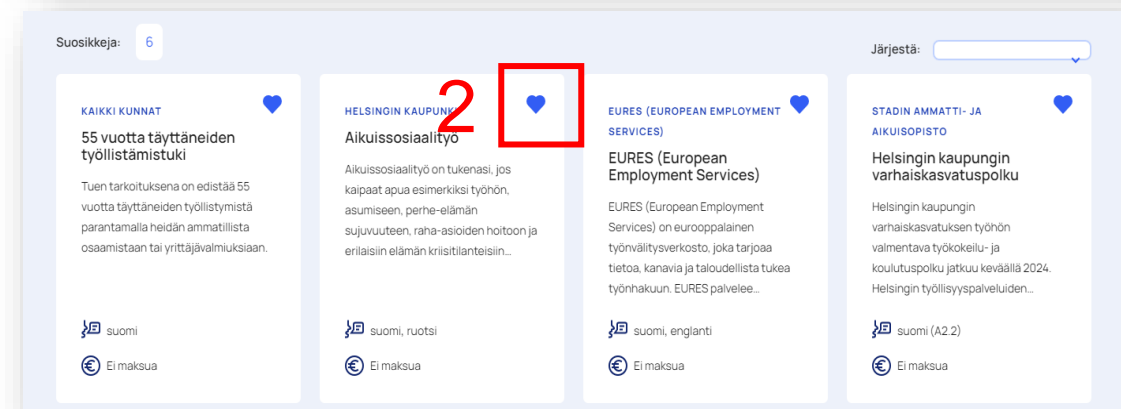 Suosikkeja: 6
Järjestä:
KAIKKI KUNNAT
55 vuotta täyttäneiden
työllistämistuki
Tuen tarkoituksena on edistää 55
vuotta täyttäneiden työllistymistä
parantamalla heidän ammatillista
osaamistaan tai yrittäjävalmiuksiaan.
suomi
Ei maksua
2
HELSINGIN KAUPUNKI
Aikuissosiaalityö
Aikuissosiaalityö on tukenasi, jos
kaipaat apua esimerkiksi työhön,
asumiseen, perhe-elämän
sujuvuuteen, raha-asioiden hoitoon ja
erilaisiin elämän kriisitilanteisiin…
suomi, ruotsi
Ei maksua
EURES (EUROPEAN EMPLOYMENT
SERVICES)
EURES (European
Employment Services)
EURES (European Employment
Services) on eurooppalainen
työnvälitysverkosto, joka tarjoaa
tietoa, kanavia ja taloudellista tukea
työnhakuun. EURES palvelee…
suomi, englanti
Ei maksua
STADIN AMMATTI- JA
AIKUISOPISTO
Helsingin kaupungin
varhaiskasvatuspolku
Helsingin kaupungin
varhaiskasvatuksen työhön
valmentava työkokeilu- ja
koulutuspolku jatkuu keväällä 2024.
Helsingin työllisyyspalveluiden…
suomi (A2.2)
Ei maksua